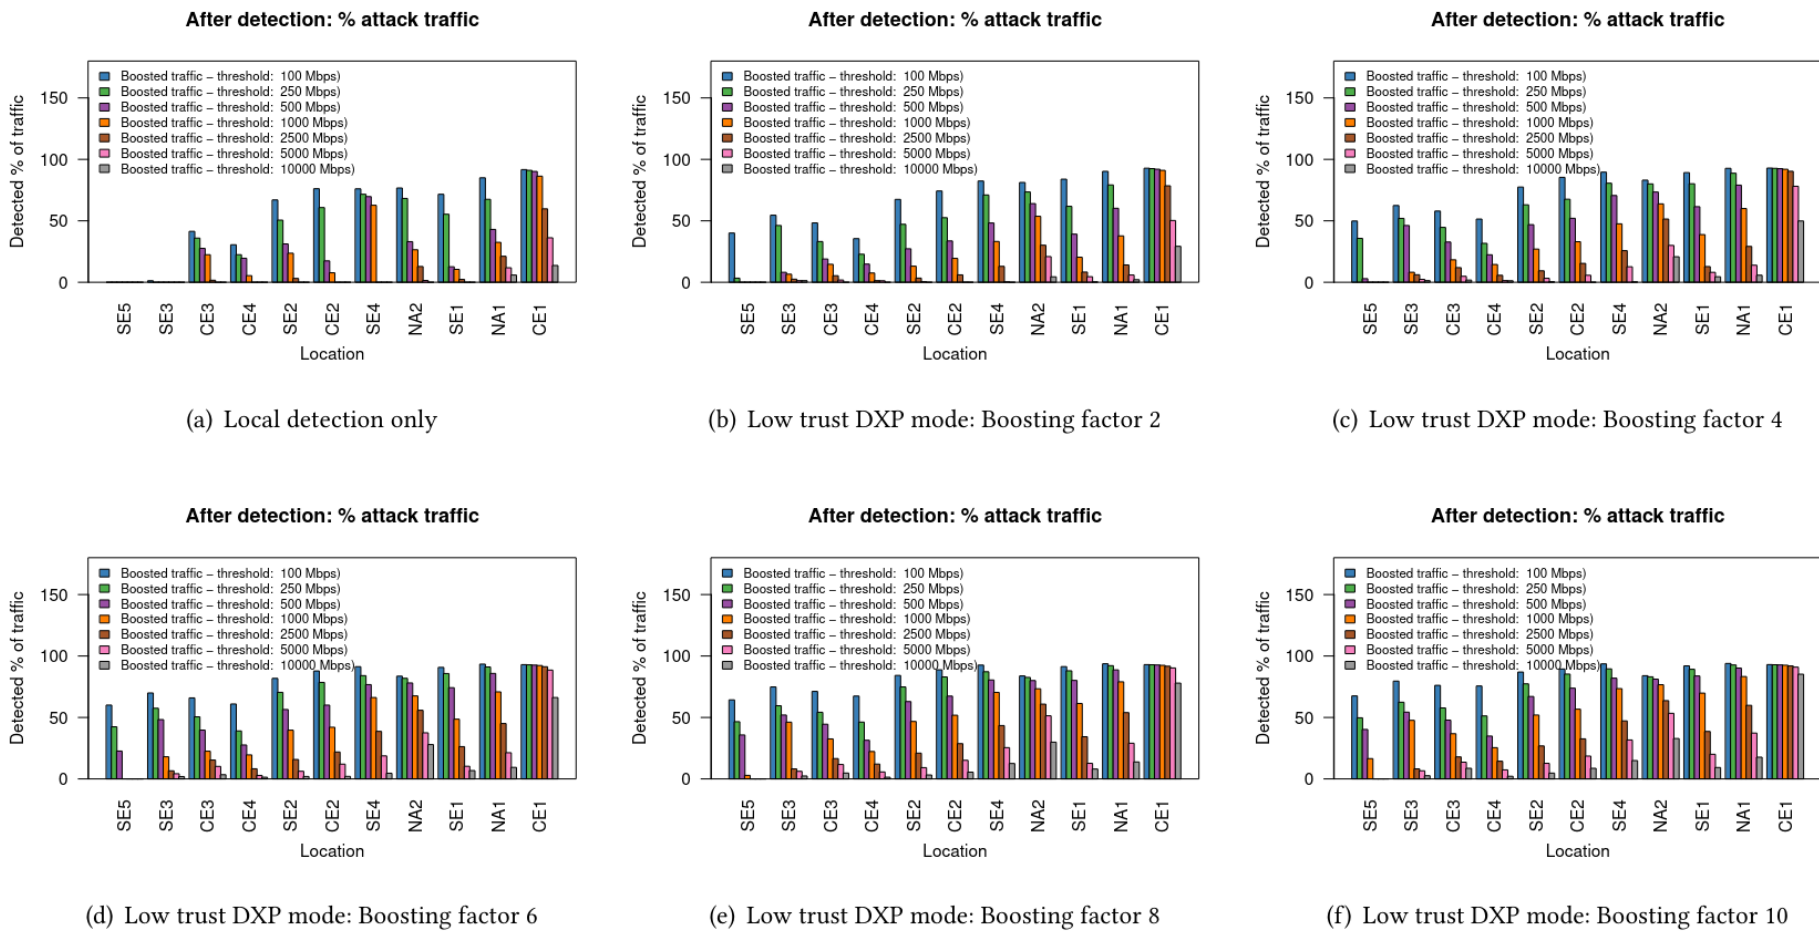 After detection: % attack traffic
Detected % of traffic
150
100
50
0
Boosted traffic − threshold: 100 Mbps)
Boosted traffic − threshold: 250 Mbps)
Boosted traffic − threshold: 500 Mbps)
Boosted traffic − threshold: 1000 Mbps)
Boosted traffic − threshold: 2500 Mbps)
Boosted traffic − threshold: 5000 Mbps)
Boosted traffic − threshold: 10000 Mbps)
SE5
SE3
CE3
CE4
SE2
CE2
SE4
NA2
SE1
NA1
CE1
Location
(a) Local detection only
After detection: % attack traffic
Detected % of traffic
150
100
50
0
Boosted traffic − threshold: 100 Mbps)
Boosted traffic − threshold: 250 Mbps)
Boosted traffic − threshold: 500 Mbps)
Boosted traffic − threshold: 1000 Mbps)
Boosted traffic − threshold: 2500 Mbps)
Boosted traffic − threshold: 5000 Mbps)
Boosted traffic − threshold: 10000 Mbps)
SE5
SE3
CE3
CE4
SE2
CE2
SE4
NA2
SE1
NA1
CE1
Location
(b) Low trust DXP mode: Boosting factor 2
After detection: % attack traffic
Detected % of traffic
150
100
50
0
Boosted traffic − threshold: 100 Mbps)
Boosted traffic − threshold: 250 Mbps)
Boosted traffic − threshold: 500 Mbps)
Boosted traffic − threshold: 1000 Mbps)
Boosted traffic − threshold: 2500 Mbps)
Boosted traffic − threshold: 5000 Mbps)
Boosted traffic − threshold: 10000 Mbps)
SE5
SE3
CE3
CE4
SE2
CE2
SE4
NA2
SE1
NA1
CE1
Location
(c) Low trust DXP mode: Boosting factor 4
After detection: % attack traffic
Detected % of traffic
150
100
50
0
Boosted traffic − threshold: 100 Mbps)
Boosted traffic − threshold: 250 Mbps)
Boosted traffic − threshold: 500 Mbps)
Boosted traffic − threshold: 1000 Mbps)
Boosted traffic − threshold: 2500 Mbps)
Boosted traffic − threshold: 5000 Mbps)
Boosted traffic − threshold: 10000 Mbps)
SE5
SE3
CE3
CE4
SE2
CE2
SE4
NA2
SE1
NA1
CE1
Location
(d) Low trust DXP mode: Boosting factor 6
After detection: % attack traffic
Detected % of traffic
150
100
50
0
Boosted traffic − threshold: 100 Mbps)
Boosted traffic − threshold: 250 Mbps)
Boosted traffic − threshold: 500 Mbps)
Boosted traffic − threshold: 1000 Mbps)
Boosted traffic − threshold: 2500 Mbps)
Boosted traffic − threshold: 5000 Mbps)
Boosted traffic − threshold: 10000 Mbps)
SE5
SE3
CE3
CE4
SE2
CE2
SE4
NA2
SE1
NA1
CE1
Location
(e) Low trust DXP mode: Boosting factor 8
After detection: % attack traffic
Detected % of traffic
150
100
50
0
Boosted traffic − threshold: 100 Mbps)
Boosted traffic − threshold: 250 Mbps)
Boosted traffic − threshold: 500 Mbps)
Boosted traffic − threshold: 1000 Mbps)
Boosted traffic − threshold: 2500 Mbps)
Boosted traffic − threshold: 5000 Mbps)
Boosted traffic − threshold: 10000 Mbps)
SE5
SE3
CE3
CE4
SE2
CE2
SE4
NA2
SE1
NA1
CE1
Location
(f) Low trust DXP mode: Boosting factor 10